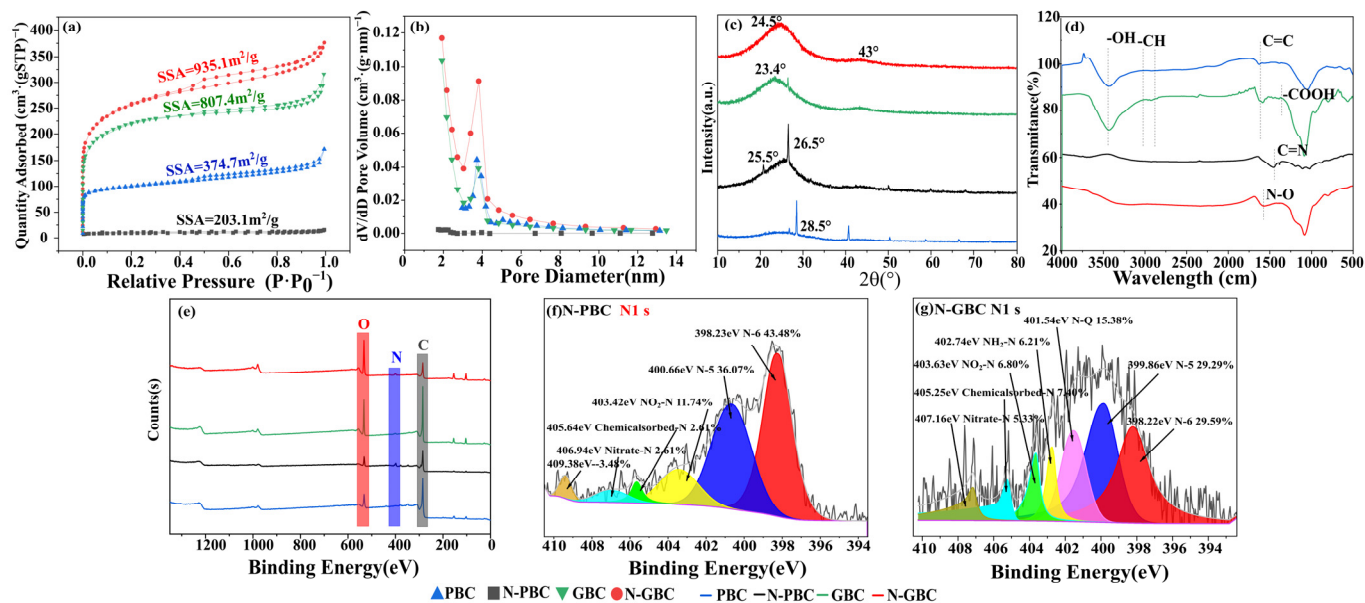 (a)
SSA=935.1m²/g
SSA=807.4m²/g
SSA=374.7m²/g
SSA=203.1m²/g
400
350
300
250
200
150
100
50
0
0.0 0.2 0.4 0.6 0.8 1.0
Quantity Adsorbed (cm³·(gSTP)⁻¹)
Relative Pressure (P·P₀⁻¹)
(b)
0.12
0.10
0.08
0.06
0.04
0.02
0.00
0 2 4 6 8 10 12 14
dV/dD Pore Volume (cm³·(g·nm)⁻¹)
Pore Diameter(nm)
(c)
24.5°
43°
23.4°
25.5°
26.5°
28.5°
10 20 30 40 50 60 70 80
Intensity(a.u.)
2θ(°)
(d)
-OH
-CH
C=C
-COOH
C=N
N-O
120
100
80
60
40
20
4000 3500 3000 2500 2000 1500 1000 500
Transmittance(%)
Wavelength (cm)
(e)
O
N
C
1200 1000 800 600 400 200 0
Counts(s)
Binding Energy(eV)
(f)N-PBC N1 s
398.23eV N-6 43.48%
400.66eV N-5 36.07%
403.42eV NO₂-N 11.74%
405.64eV Chemicalsorbed-N 2.61%
406.94eV Nitrate-N 2.61%
409.38eV--3.48%
410 408 406 404 402 400 398 396 394
Binding Energy(eV)
(g)N-GBC N1 s
401.54eV N-Q 15.38%
402.74eV NH₃-N 6.21%
403.63eV NO₂-N 6.80%
399.86eV N-5 29.29%
405.25eV Chemicalsorbed-N 7.40%
407.16eV Nitrate-N 5.33%
398.22eV N-6 29.59%
410 408 406 404 402 400 398 396 394
Binding Energy(eV)
PBC N-PBC GBC N-GBC PBC N-PBC GBC N-GBC